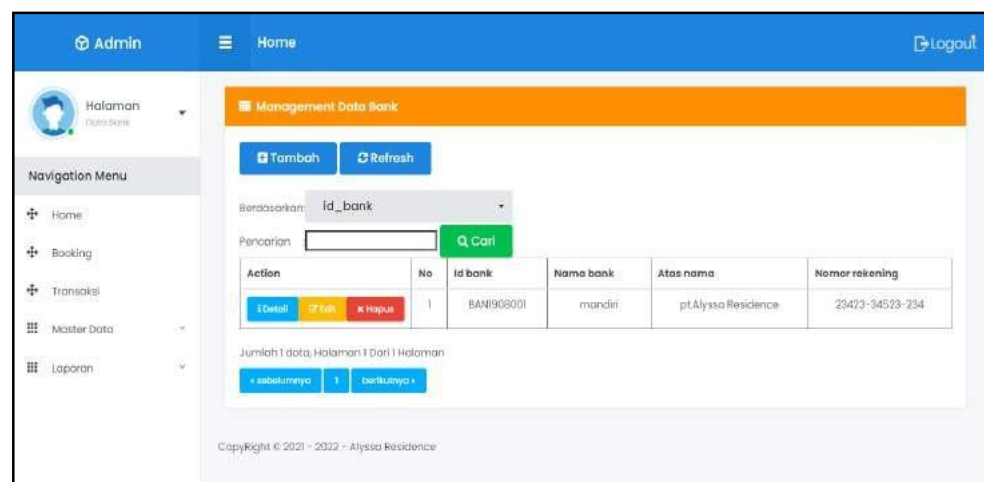 Admin
Home
Logout
Halaman
Data Bank
Management Data Bank
Tambah
Refresh
Navigation Menu
Berdasarkan: id_bank
Home
Pencarian :
Cari
Booking
Action No Id bank Nama bank Atas nama Nomor rekening
Transaksi
Detail Edit Hapus 1 BAN1908001 mandiri pt.Alyssa Residence 23423-34523-234
Master Data
Jumlah 1 data, Halaman 1 Dari 1 Halaman
Laporan
« sebelumnya 1 berikutnya »
CopyRight © 2021 - 2022 - Alyssa Residence